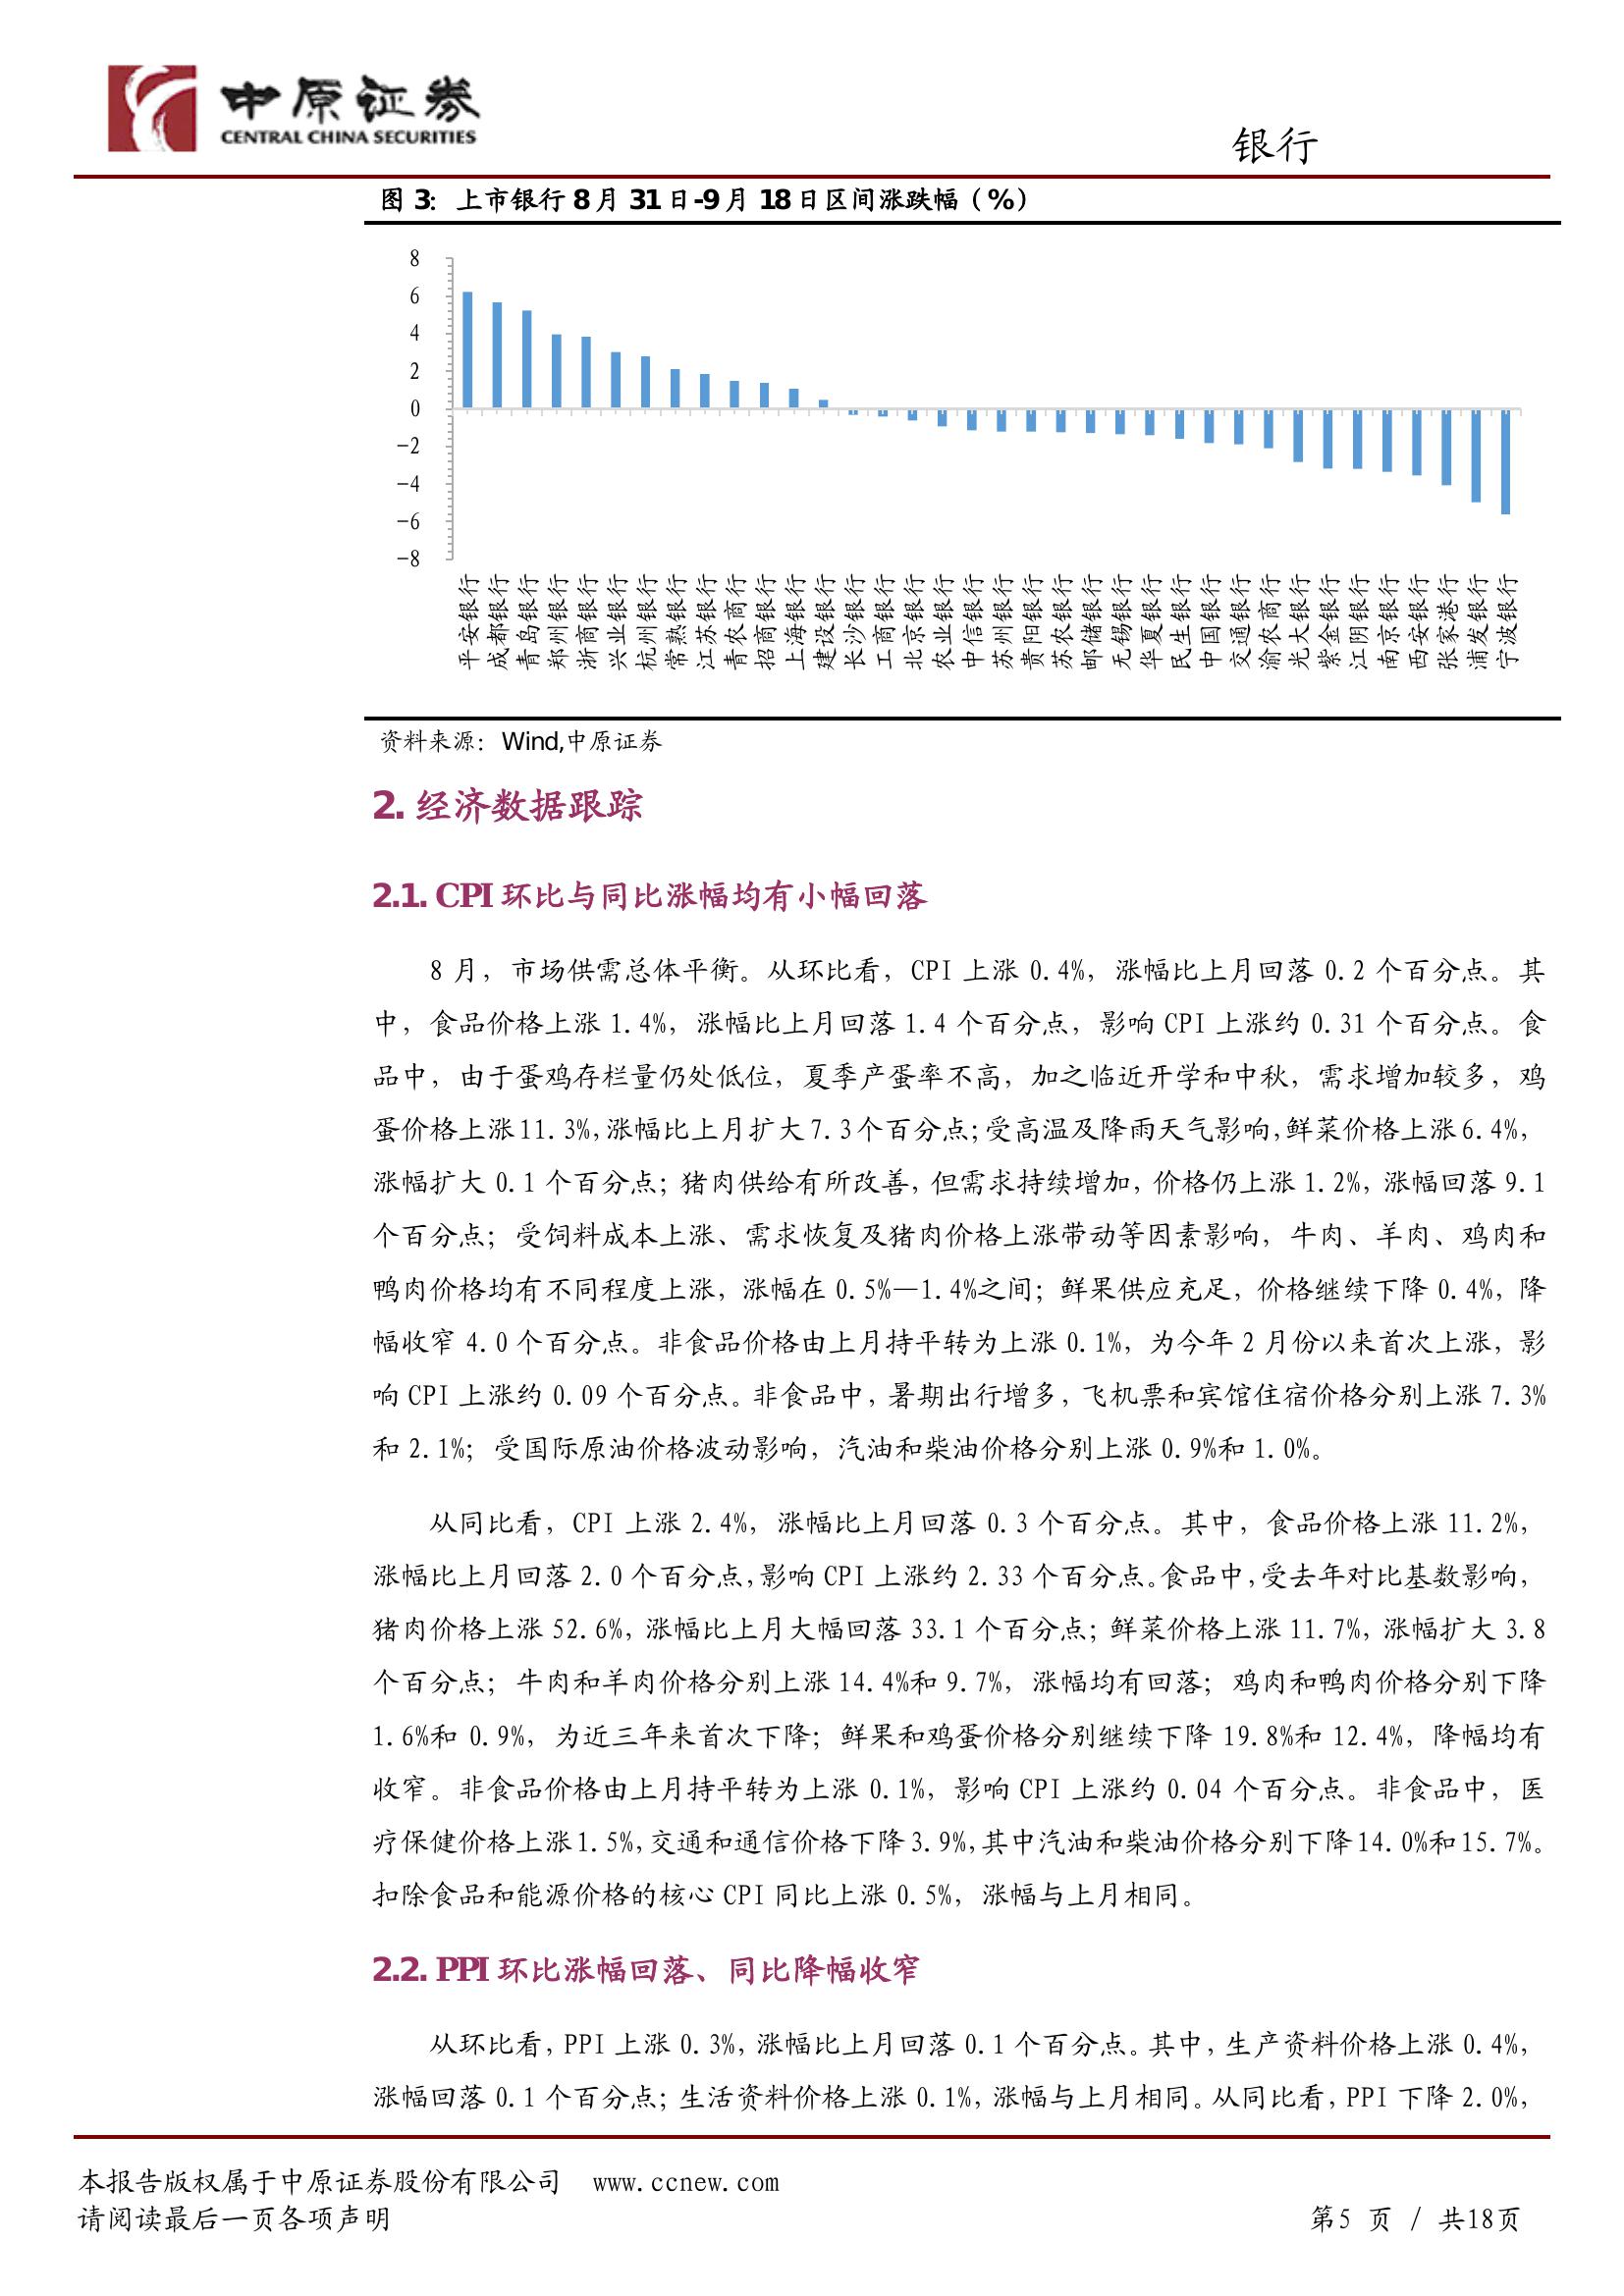 中原证券
CENTRAL CHINA SECURITIES
银行
图 3: 上市银行 8 月 31 日-9 月 18 日区间涨跌幅（%）
8
6
4
2
0
−2
−4
−6
−8
平安银行
成都银行
青岛银行
郑州银行
浙商银行
兴业银行
杭州银行
常熟银行
江苏银行
青农商行
招商银行
上海银行
建设银行
长沙银行
工商银行
北京银行
农业银行
中信银行
苏州银行
贵阳银行
苏农银行
邮储银行
无锡银行
华夏银行
民生银行
中国银行
交通银行
渝农商行
光大银行
紫金银行
江阴银行
南京银行
西安银行
张家港行
浦发银行
宁波银行
资料来源：Wind,中原证券
2. 经济数据跟踪
2.1. CPI 环比与同比涨幅均有小幅回落
8 月，市场供需总体平衡。从环比看，CPI 上涨 0.4%，涨幅比上月回落 0.2 个百分点。其
中，食品价格上涨 1.4%，涨幅比上月回落 1.4 个百分点，影响 CPI 上涨约 0.31 个百分点。食
品中，由于蛋鸡存栏量仍处低位，夏季产蛋率不高，加之临近开学和中秋，需求增加较多，鸡
蛋价格上涨 11.3%，涨幅比上月扩大 7.3 个百分点；受高温及降雨天气影响，鲜菜价格上涨 6.4%，
涨幅扩大 0.1 个百分点；猪肉供给有所改善，但需求持续增加，价格仍上涨 1.2%，涨幅回落 9.1
个百分点；受饲料成本上涨、需求恢复及猪肉价格上涨带动等因素影响，牛肉、羊肉、鸡肉和
鸭肉价格均有不同程度上涨，涨幅在 0.5%—1.4%之间；鲜果供应充足，价格继续下降 0.4%，降
幅收窄 4.0 个百分点。非食品价格由上月持平转为上涨 0.1%，为今年 2 月份以来首次上涨，影
响 CPI 上涨约 0.09 个百分点。非食品中，暑期出行增多，飞机票和宾馆住宿价格分别上涨 7.3%
和 2.1%；受国际原油价格波动影响，汽油和柴油价格分别上涨 0.9%和 1.0%。
从同比看，CPI 上涨 2.4%，涨幅比上月回落 0.3 个百分点。其中，食品价格上涨 11.2%，
涨幅比上月回落 2.0 个百分点，影响 CPI 上涨约 2.33 个百分点。食品中，受去年对比基数影响，
猪肉价格上涨 52.6%，涨幅比上月大幅回落 33.1 个百分点；鲜菜价格上涨 11.7%，涨幅扩大 3.8
个百分点；牛肉和羊肉价格分别上涨 14.4%和 9.7%，涨幅均有回落；鸡肉和鸭肉价格分别下降
1.6%和 0.9%，为近三年来首次下降；鲜果和鸡蛋价格分别继续下降 19.8%和 12.4%，降幅均有
收窄。非食品价格由上月持平转为上涨 0.1%，影响 CPI 上涨约 0.04 个百分点。非食品中，医
疗保健价格上涨 1.5%，交通和通信价格下降 3.9%，其中汽油和柴油价格分别下降 14.0%和 15.7%。
扣除食品和能源价格的核心 CPI 同比上涨 0.5%，涨幅与上月相同。
2.2. PPI 环比涨幅回落、同比降幅收窄
从环比看，PPI 上涨 0.3%，涨幅比上月回落 0.1 个百分点。其中，生产资料价格上涨 0.4%，
涨幅回落 0.1 个百分点；生活资料价格上涨 0.1%，涨幅与上月相同。从同比看，PPI 下降 2.0%，
本报告版权属于中原证券股份有限公司 www.ccnew.com
请阅读最后一页各项声明
第5 页 / 共18页